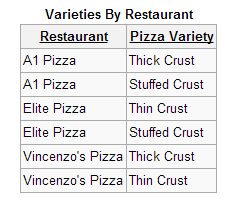 Varieties By Restaurant
Restaurant Pizza Variety
A1 Pizza Thick Crust
A1 Pizza Stuffed Crust
Elite Pizza Thin Crust
Elite Pizza Stuffed Crust
Vincenzo's Pizza Thick Crust
Vincenzo's Pizza Thin Crust